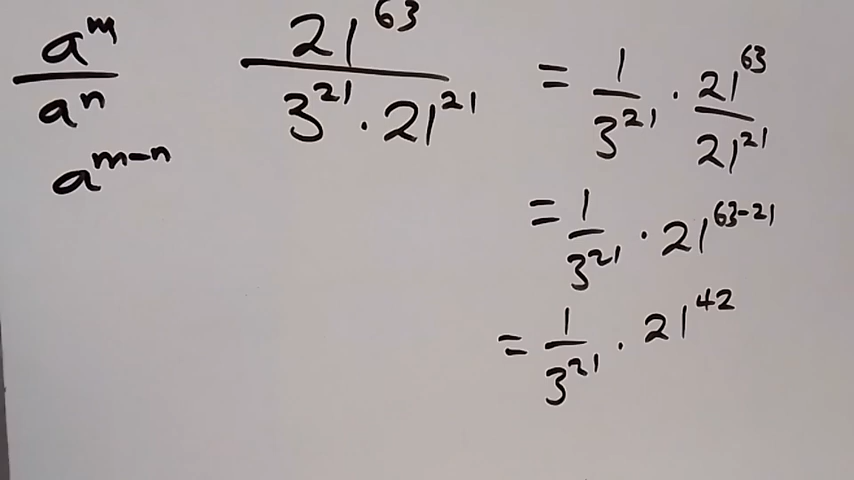 a^m / a^n
a^{m-n}
21^63 / (3^21 · 21^21) = 1/3^21 · 21^63/21^21
= 1/3^21 · 21^{63-21}
= 1/3^21 · 21^42